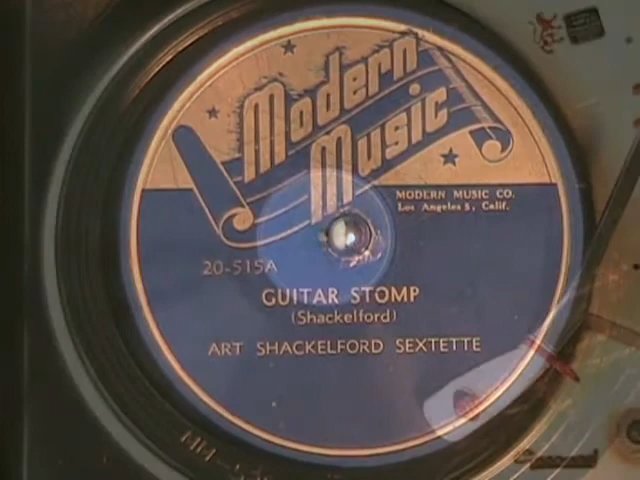 Modern
Music
MODERN MUSIC CO.
Los Angeles 5, Calif.
20-515A
GUITAR STOMP
(Shackelford)
ART SHACKELFORD SEXTETTE